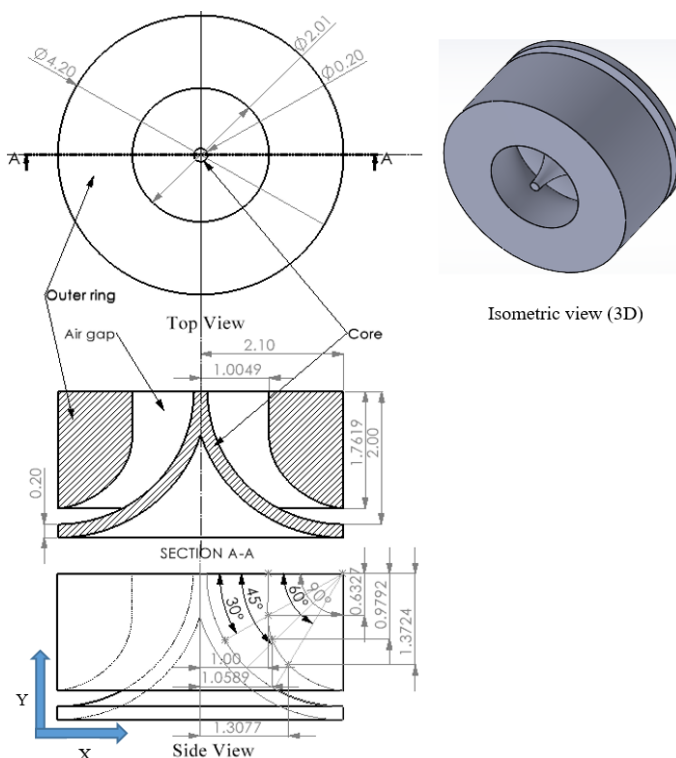 Ø4.20
Ø2.01
Ø0.20
A
A
Outer ring
Air gap
Top View
Core
Isometric view (3D)
2.10
1.0049
0.20
1.7619
2.00
SECTION A-A
30°
45°
60°
90°
0.6327
0.9792
1.3724
1.00
1.0589
1.3077
Y
X
Side View